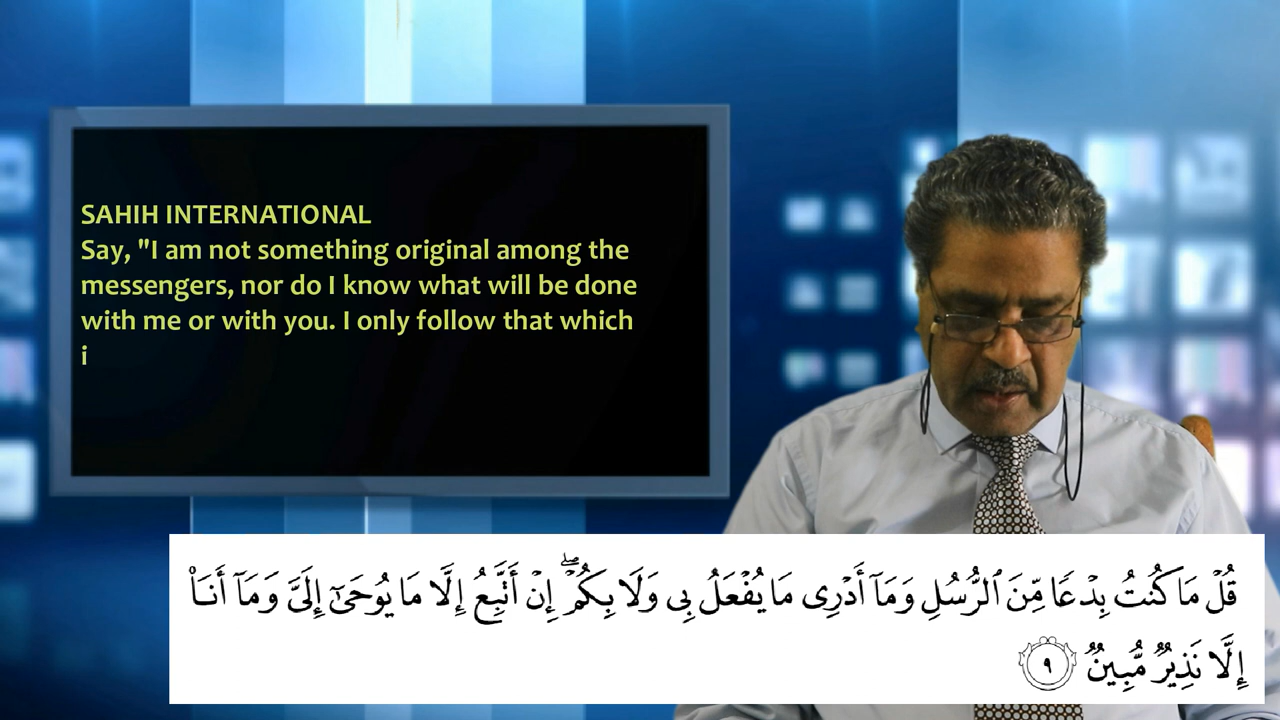 SAHIH INTERNATIONAL
Say, "I am not something original among the
messengers, nor do I know what will be done
with me or with you. I only follow that which
i
قُلْ مَا كُنتُ بِدْعًا مِّنَ ٱلرُّسُلِ وَمَآ أَدْرِى مَا يُفْعَلُ بِى وَلَا بِكُمْ ۖ إِنْ أَتَّبِعُ إِلَّا مَا يُوحَىٰٓ إِلَىَّ وَمَآ أَنَا۠
إِلَّا نَذِيرٌ مُّبِينٌ ٩